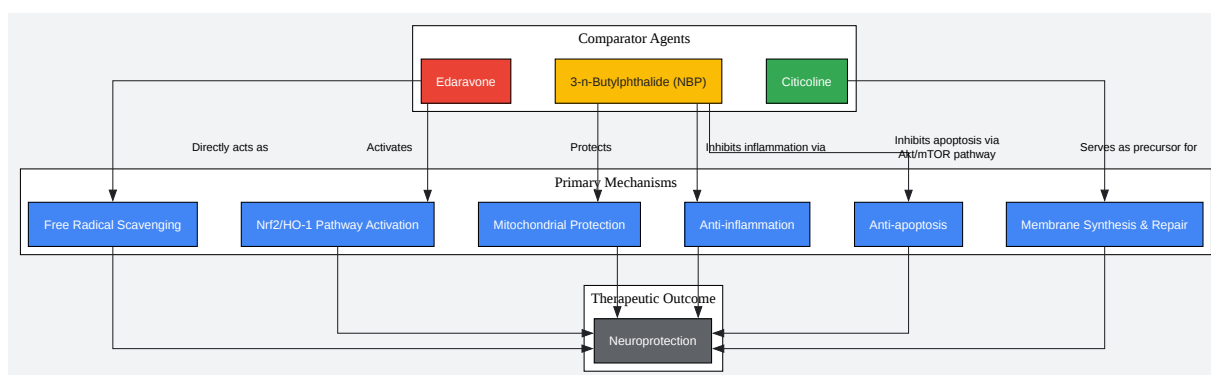 Comparator Agents
Edaravone
3-n-Butylphthalide (NBP)
Citicoline
Directly acts as
Activates
Protects
Inhibits inflammation via
Inhibits apoptosis via
Akt/mTOR pathway
Serves as precursor for
Primary Mechanisms
Free Radical Scavenging
Nrf2/HO-1 Pathway Activation
Mitochondrial Protection
Anti-inflammation
Anti-apoptosis
Membrane Synthesis & Repair
Therapeutic Outcome
Neuroprotection